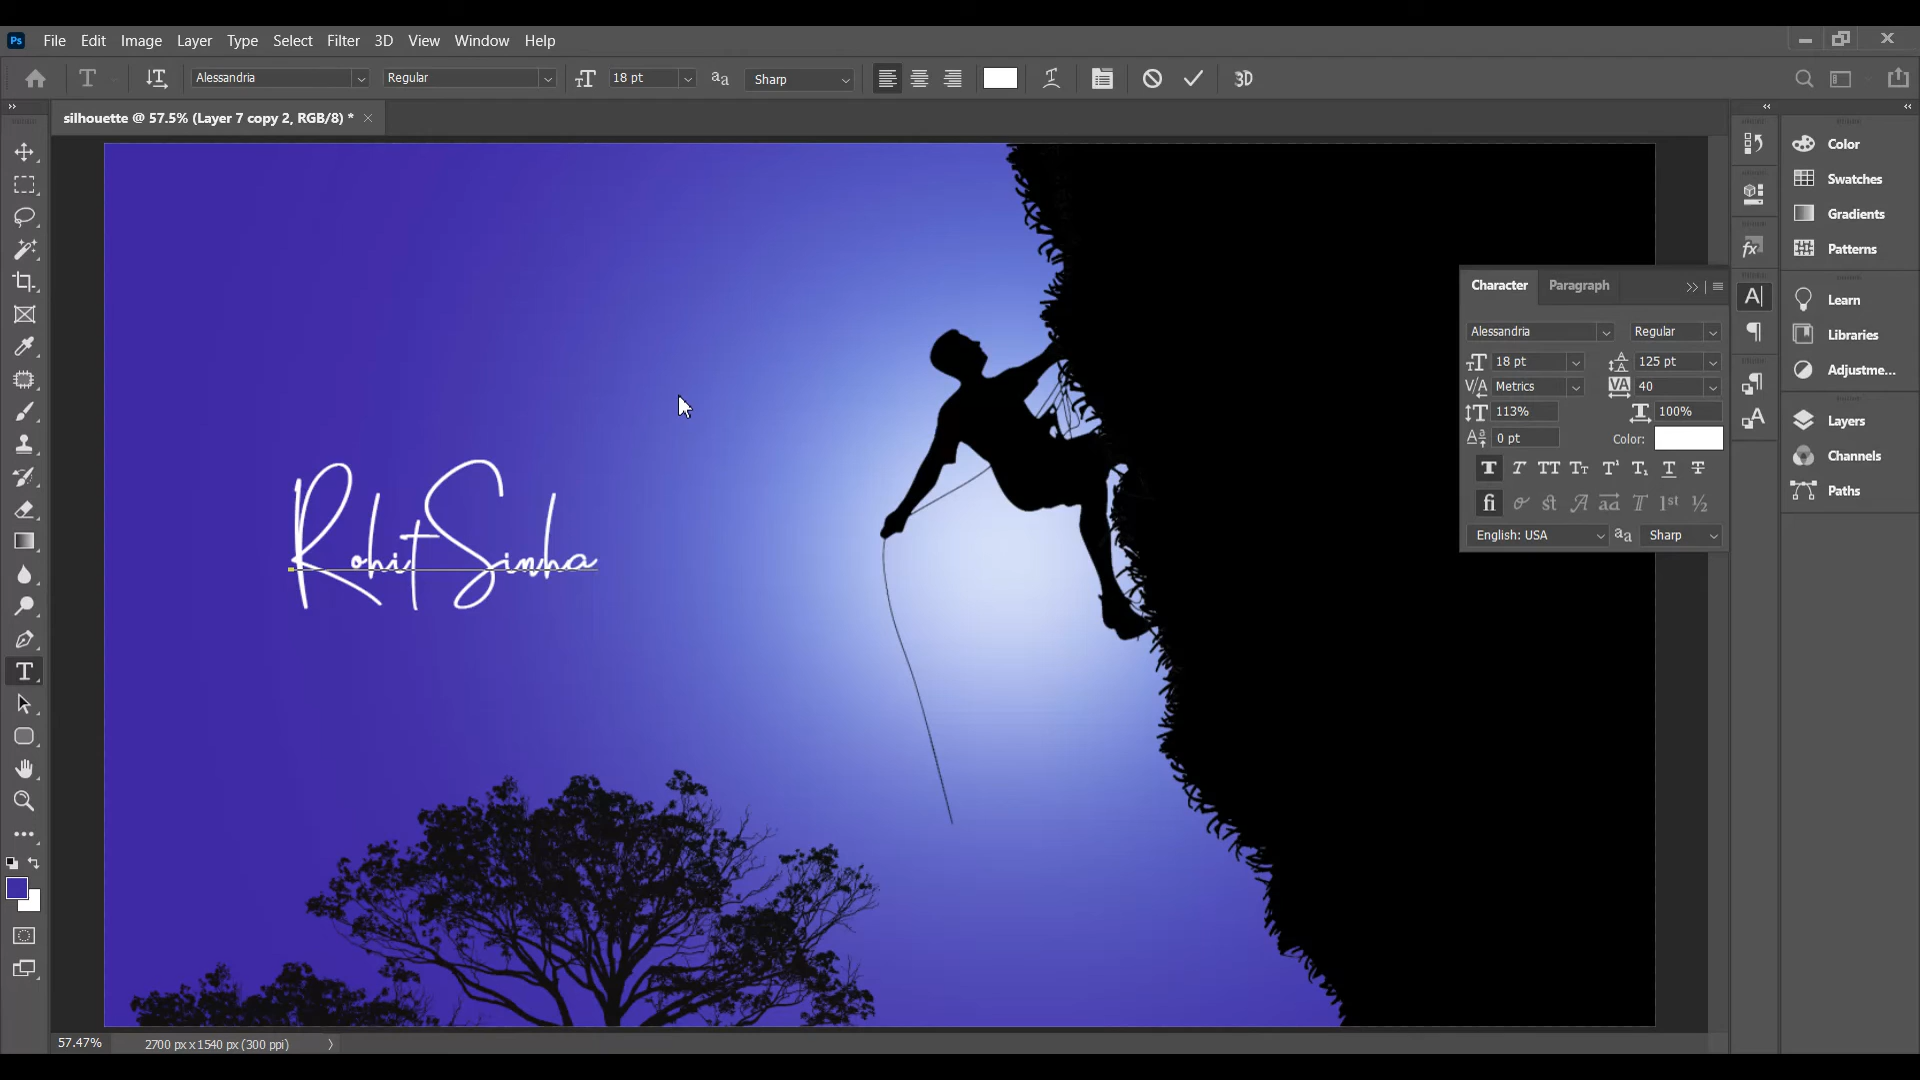 Ps File Edit Image Layer Type Select Filter 3D View Window Help
Alessandria Regular 18 pt Sharp 3D
silhouette @ 57.5% (Layer 7 copy 2, RGB/8) *
Color
Swatches
Gradients
Patterns
Learn
Libraries
Adjustme...
Layers
Channels
Paths
Character Paragraph
Alessandria Regular
18 pt 125 pt
Metrics 40
113% 100%
0 pt Color:
English: USA Sharp
Rohit Sinha
57.47% 2700 px x 1540 px (300 ppi)